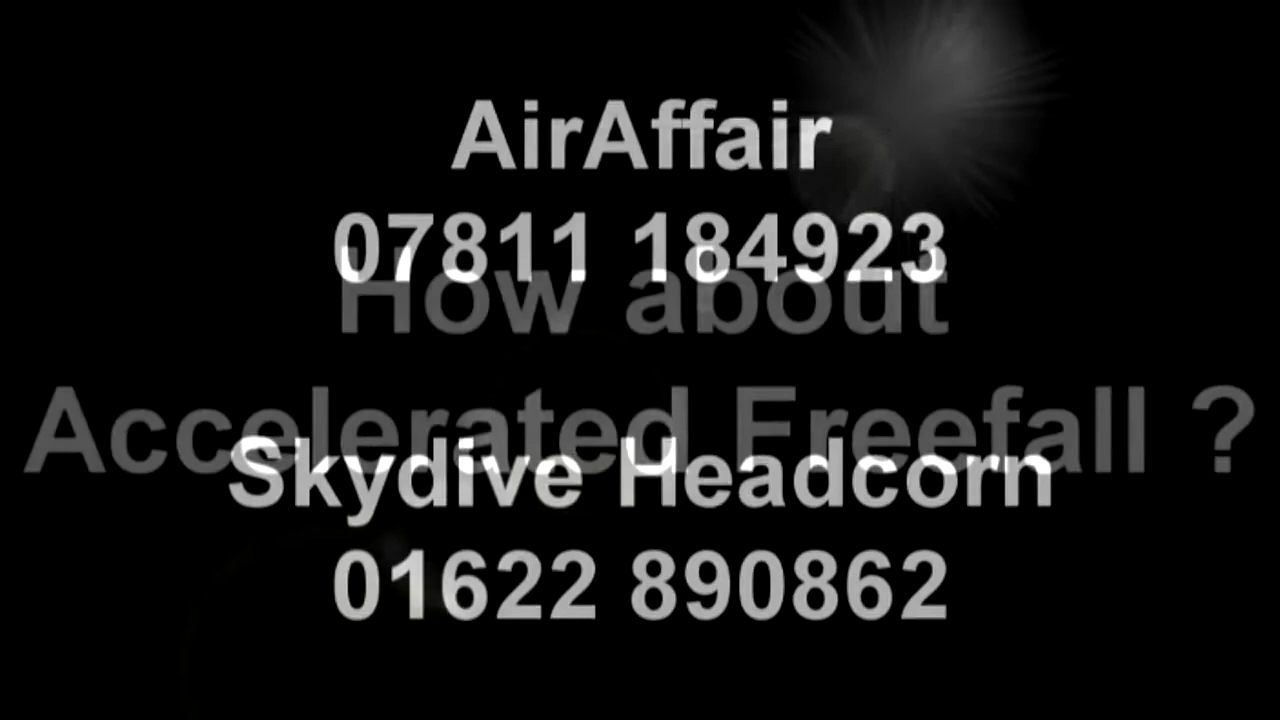 AirAffair
07811 184923
How about
Accelerated Freefall ?
Skydive Headcorn
01622 890862